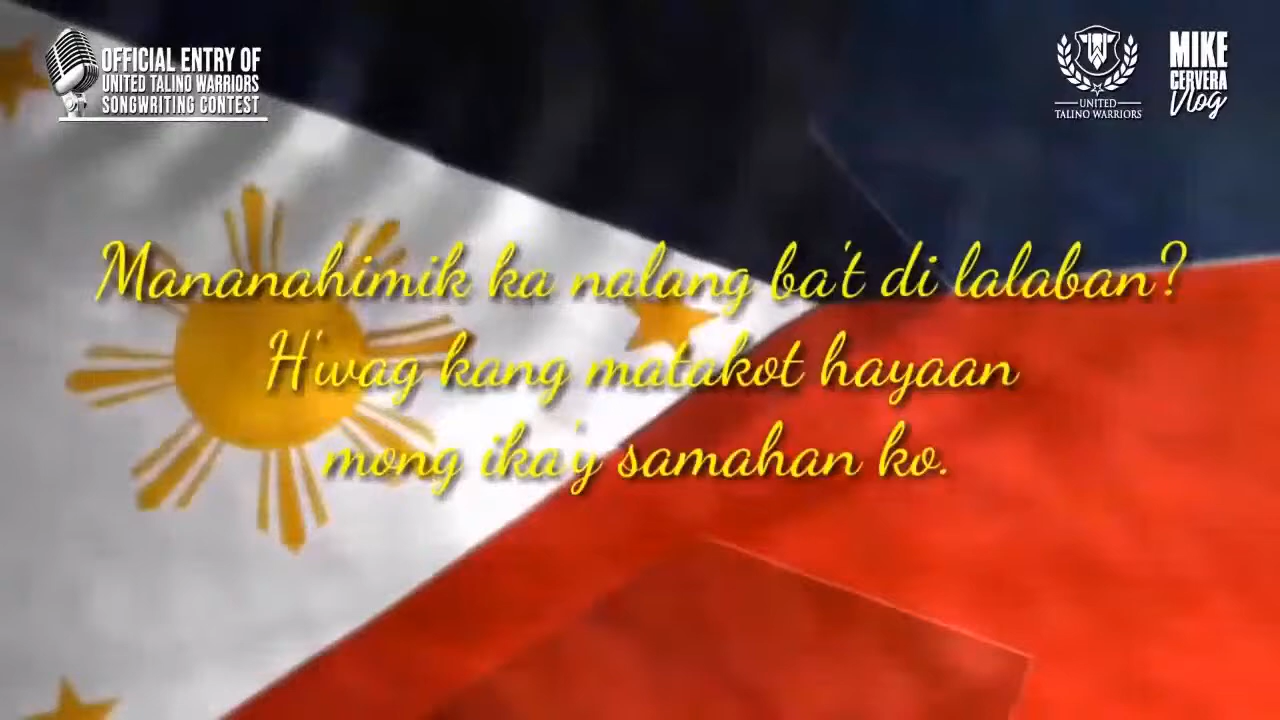 OFFICIAL ENTRY OF
UNITED TALINO WARRIORS
SONGWRITING CONTEST
UNITED
TALINO WARRIORS
MIKE
CERVERA
Vlog
Mananahimik ka nalang ba't di lalaban?
H'wag kang matakot hayaan
mong ika'y samahan ko.